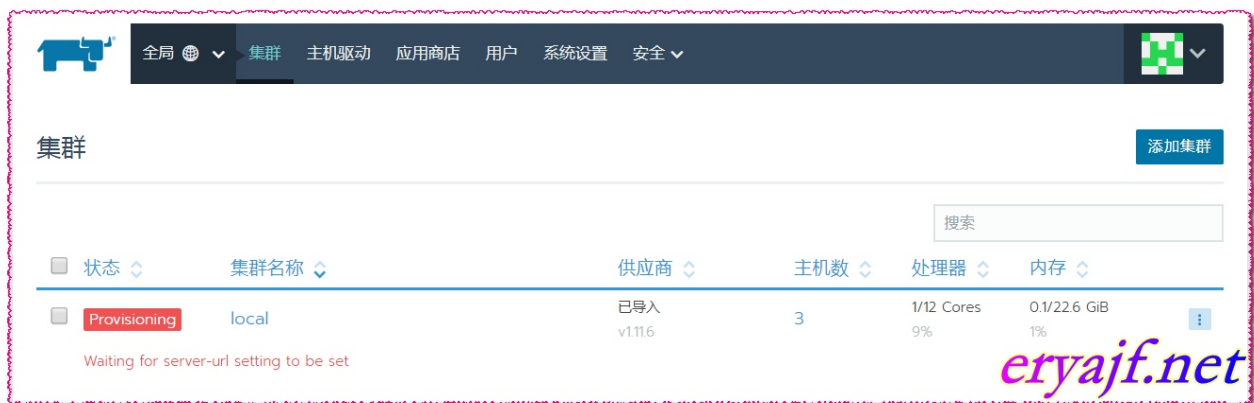 全局 集群 主机驱动 应用商店 用户 系统设置 安全
集群 添加集群
搜索
状态 集群名称 供应商 主机数 处理器 内存
Provisioning local 已导入 3 1/12 Cores 0.1/22.6 GiB
v1.11.6 9% 1%
Waiting for server-url setting to be set
eryajf.net